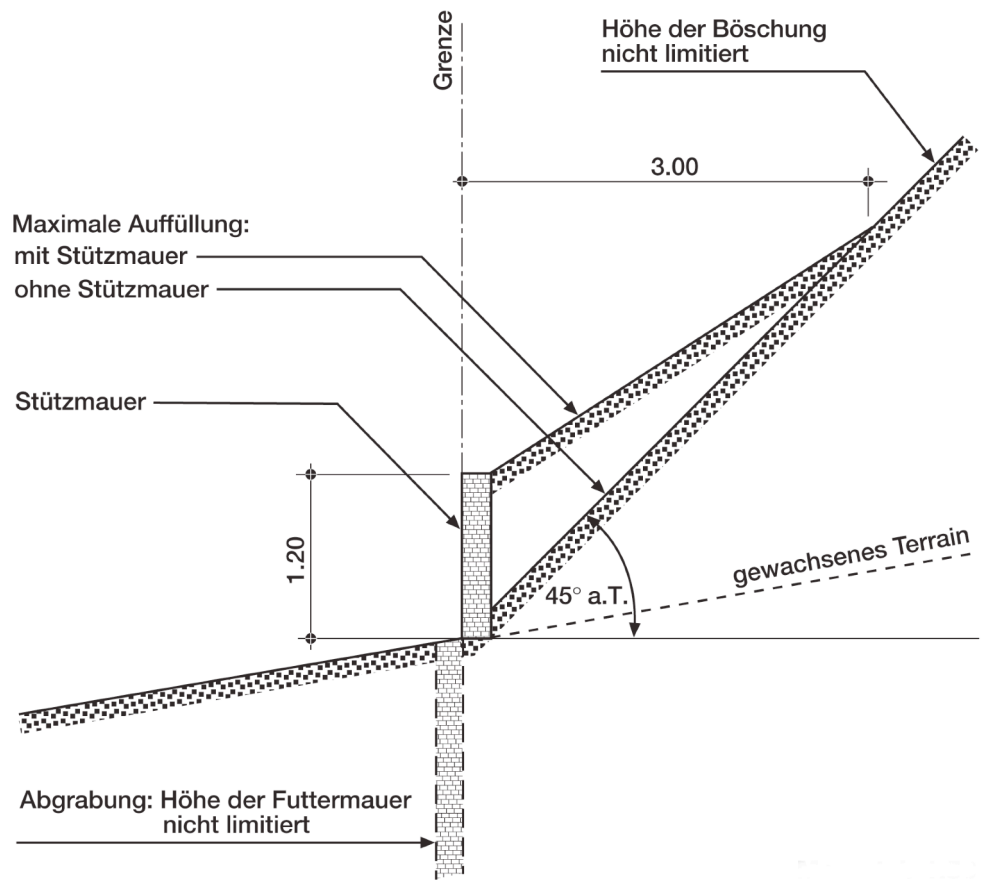 Grenze
Höhe der Böschung
nicht limitiert
3.00
Maximale Auffüllung:
mit Stützmauer
ohne Stützmauer
Stützmauer
1.20
gewachsenes Terrain
45° a.T.
Abgrabung: Höhe der Futtermauer
nicht limitiert